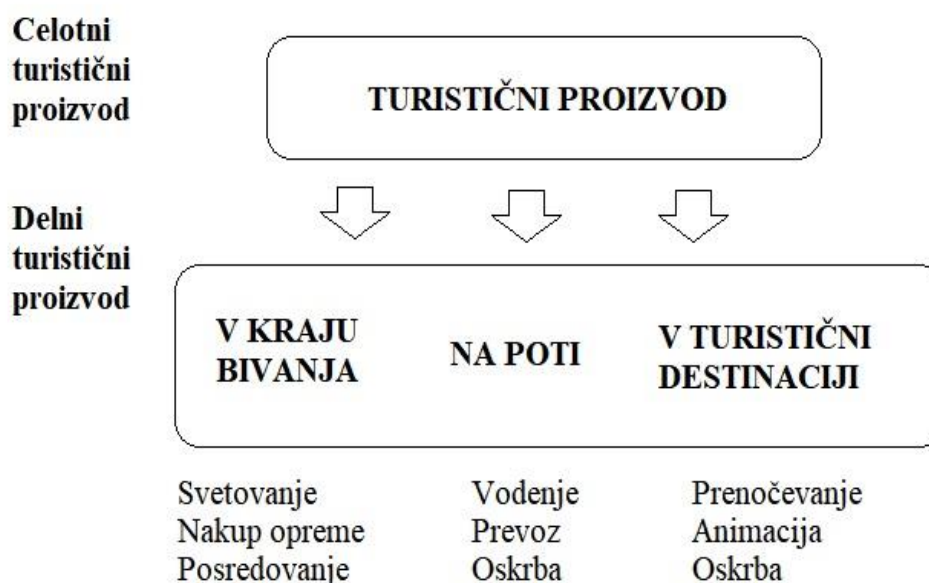 Celotni
turistični
proizvod
TURISTIČNI PROIZVOD
Delni
turistični
proizvod
V KRAJU
BIVANJA
NA POTI
V TURISTIČNI
DESTINACIJI
Svetovanje
Nakup opreme
Posredovanje
Vodenje
Prevoz
Oskrba
Prenočevanje
Animacija
Oskrba